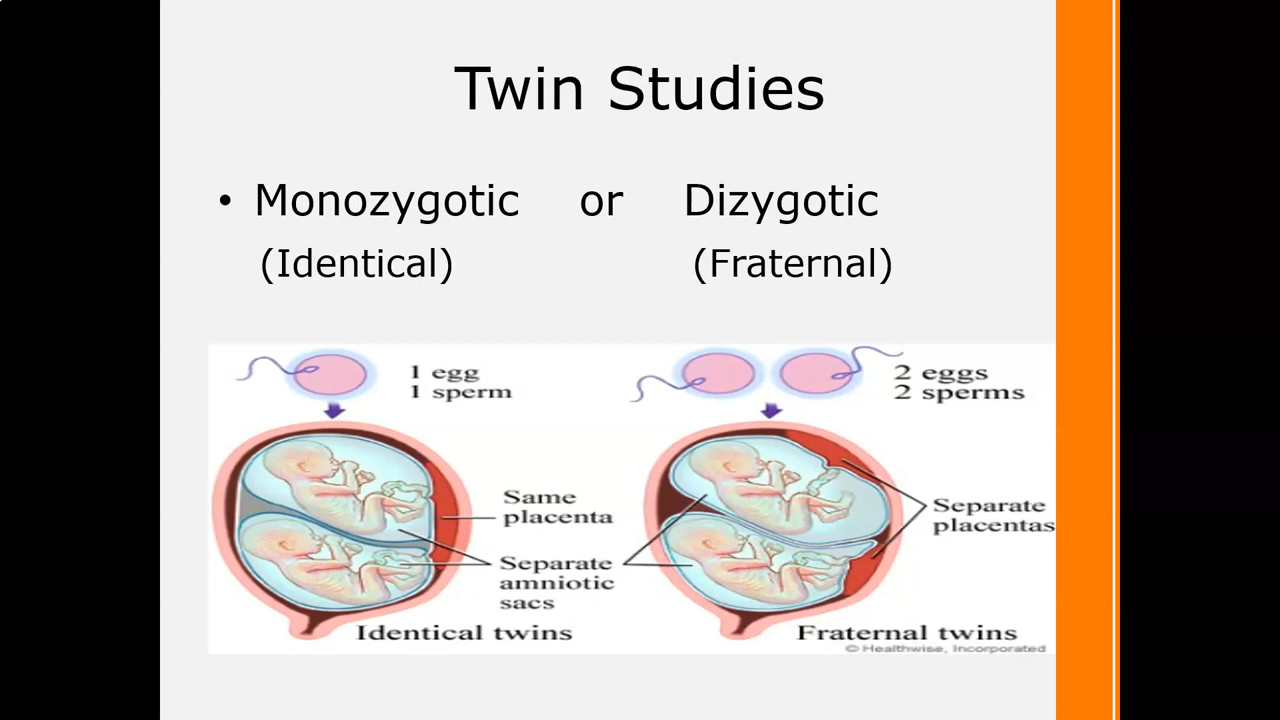 Twin Studies
• Monozygotic or Dizygotic
(Identical) (Fraternal)
1 egg
1 sperm
2 eggs
2 sperms
Same
placenta
Separate
amniotic
sacs
Separate
placentas
Identical twins
Fraternal twins
© Healthwise, Incorporated